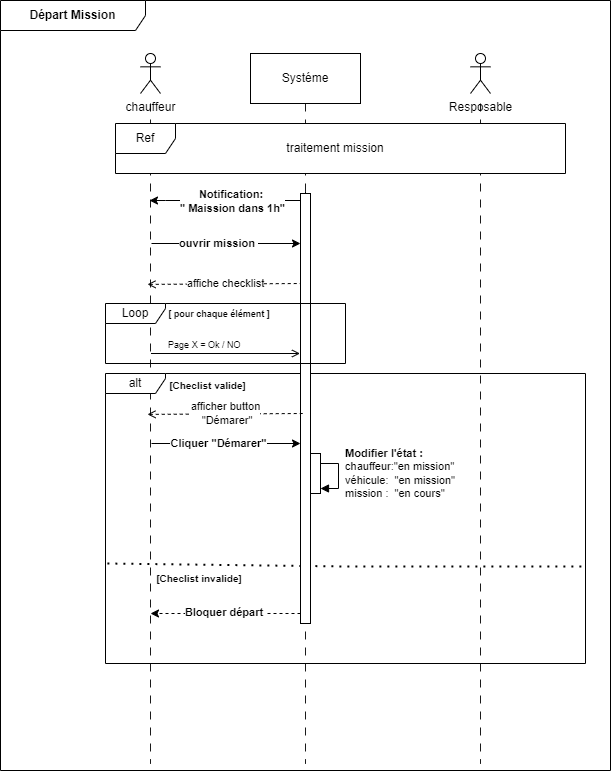 Départ Mission
chauffeur
Systéme
Resposable
Ref
traitement mission
Notification:
" Maission dans 1h"
ouvrir mission
affiche checklist
Loop
[ pour chaque élément ]
Page X = Ok / NO
alt
[Checlist valide]
afficher button
"Démarer"
Cliquer "Démarer"
Modifier l'état :
chauffeur:"en mission"
véhicule: "en mission"
mission : "en cours"
[Checlist invalide]
Bloquer départ